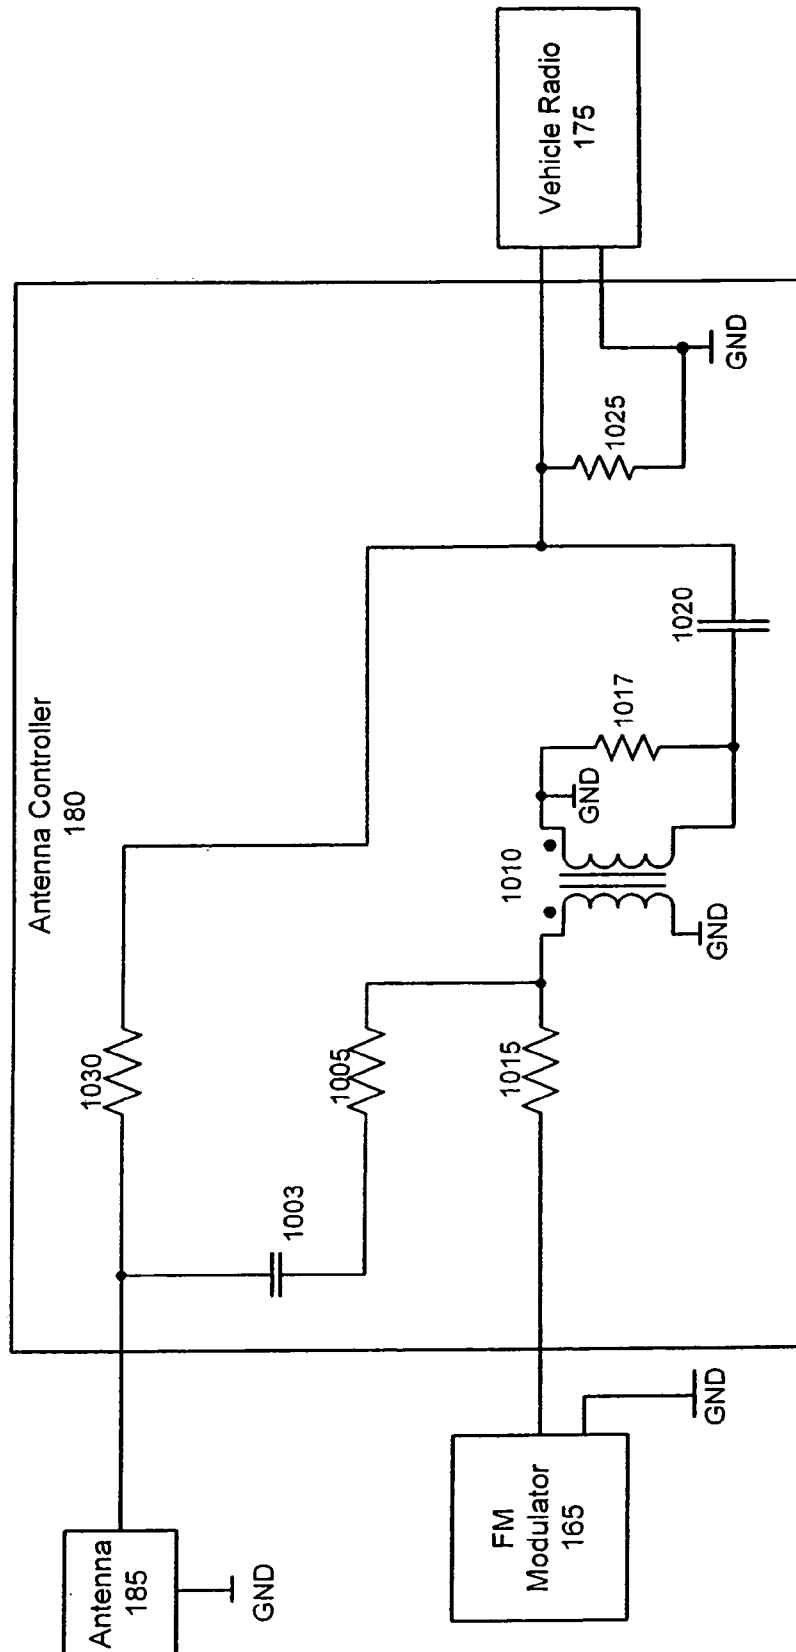 Antenna Controller
180
Antenna
185
GND
FM
Modulator
165
GND
1030
1003
1005
1015
1010
GND
GND
1017
1020
1025
GND
Vehicle Radio
175